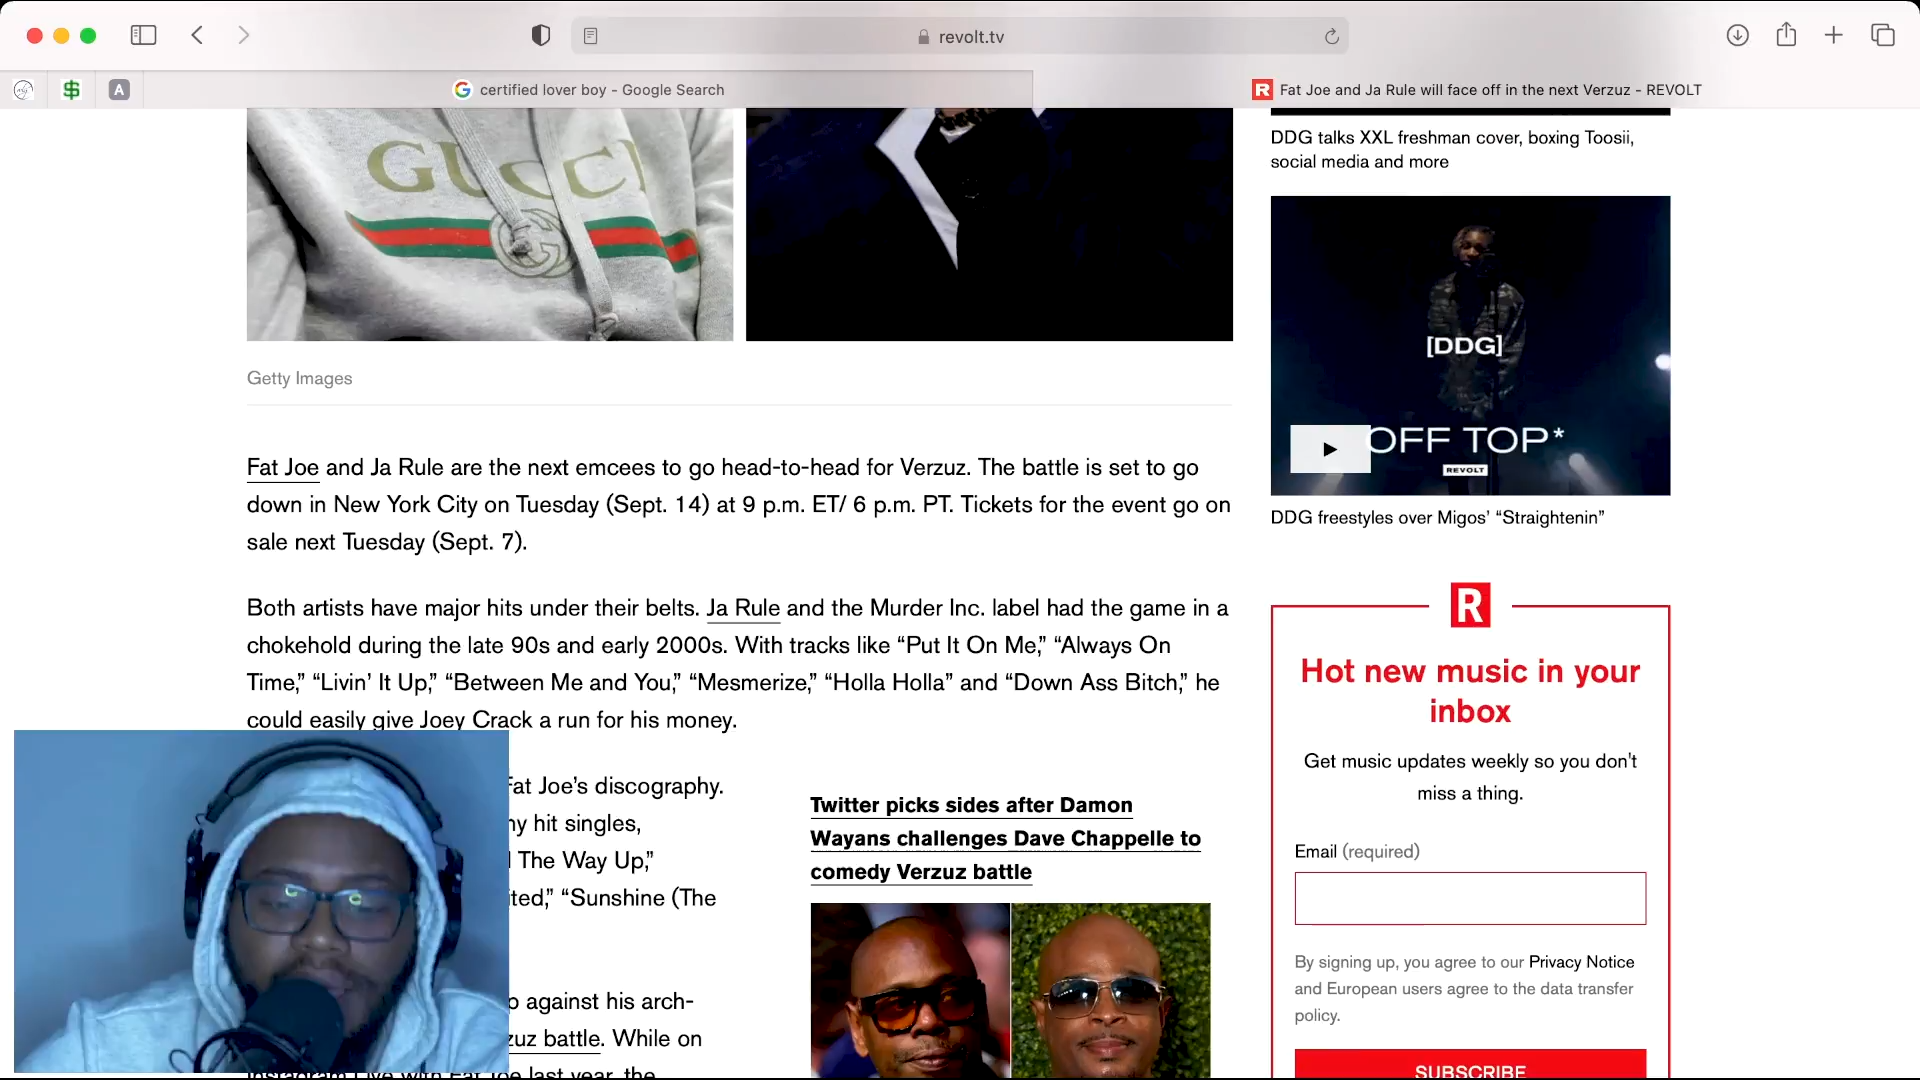 revolt.tv
A
certified lover boy - Google Search
R
Fat Joe and Ja Rule will face off in the next Verzuz - REVOLT
GUCCI
Getty Images
Fat Joe and Ja Rule are the next emcees to go head-to-head for Verzuz. The battle is set to go
down in New York City on Tuesday (Sept. 14) at 9 p.m. ET/ 6 p.m. PT. Tickets for the event go on
sale next Tuesday (Sept. 7).
Both artists have major hits under their belts. Ja Rule and the Murder Inc. label had the game in a
chokehold during the late 90s and early 2000s. With tracks like “Put It On Me,” “Always On
Time,” “Livin’ It Up,” “Between Me and You,” “Mesmerize,” “Holla Holla” and “Down Ass Bitch,” he
could easily give Joey Crack a run for his money.
Fat Joe’s discography.
hit singles,
The Way Up,”
“Sunshine (The
against his arch-
battle. While on
Instagram Live with Fat Joe last year, the
Twitter picks sides after Damon
Wayans challenges Dave Chappelle to
comedy Verzuz battle
DDG talks XXL freshman cover, boxing Toosii,
social media and more
[DDG]
OFF TOP*
REVOLT
DDG freestyles over Migos’ “Straightenin”
R
Hot new music in your
inbox
Get music updates weekly so you don't
miss a thing.
Email (required)
By signing up, you agree to our Privacy Notice
and European users agree to the data transfer
policy.
SUBSCRIBE